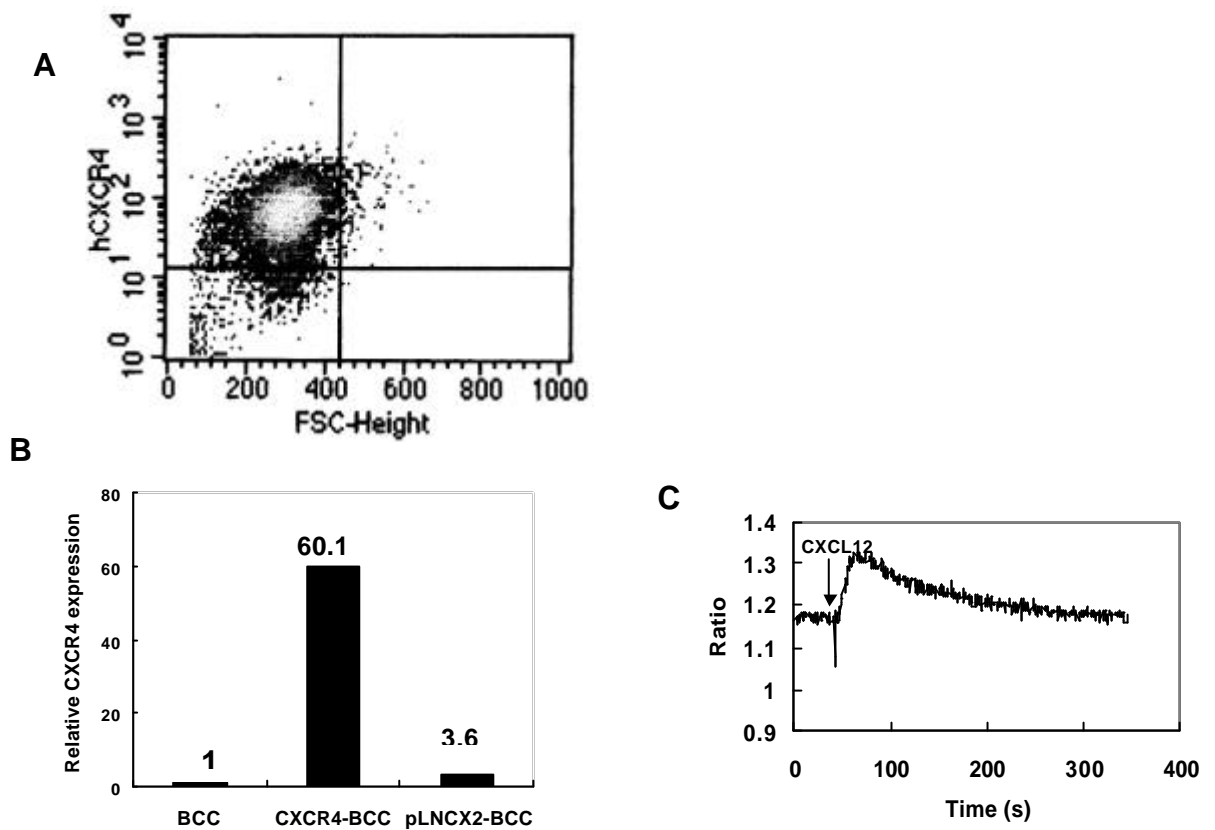 A
hCXCR4
10^4
10^3
10^2
10^1
10^0
0 200 400 600 800 1000
FSC-Height
B
Relative CXCR4 expression
80
60
40
20
0
1
60.1
3.6
BCC CXCR4-BCC pLNCX2-BCC
C
Ratio
1.4
1.3
1.2
1.1
1
0.9
CXCL12
0 100 200 300 400
Time (s)